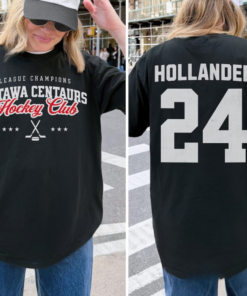 LEAGUE CHAMPIONS
TAWA CENTAURS
Hockey Club
HOLLANDE
24